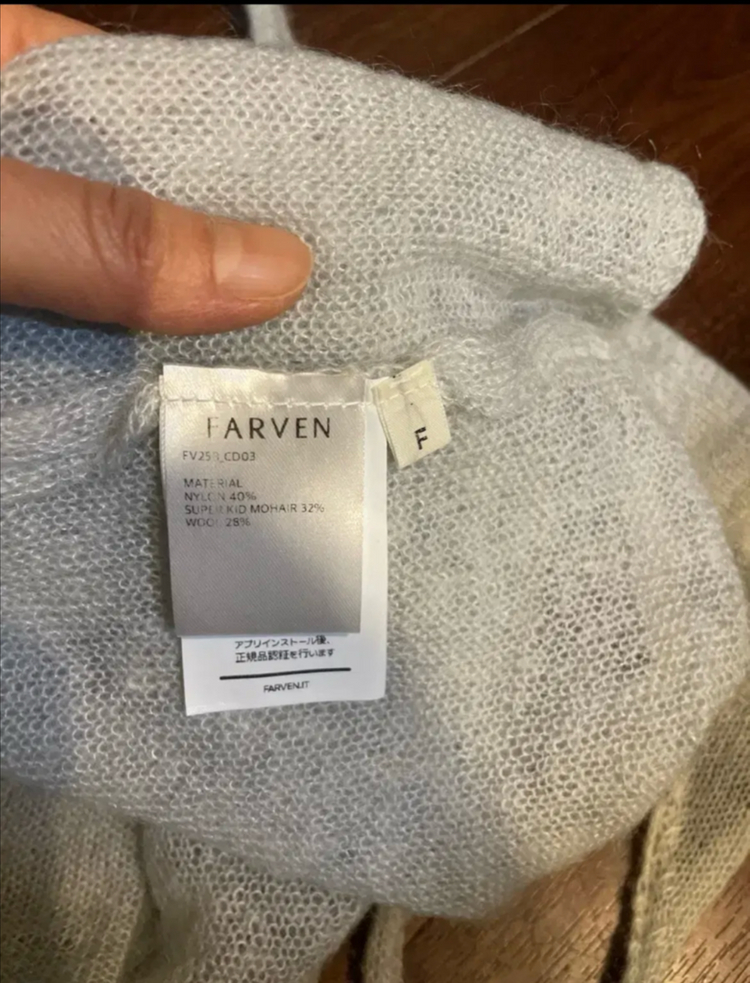 FARVEN
F
MATERIAL
NYLON 40%
SUPER KID MOHAIR 32%
WOOL 28%
アプリインストール後、
正規品認証を行います
FARVEN.IT